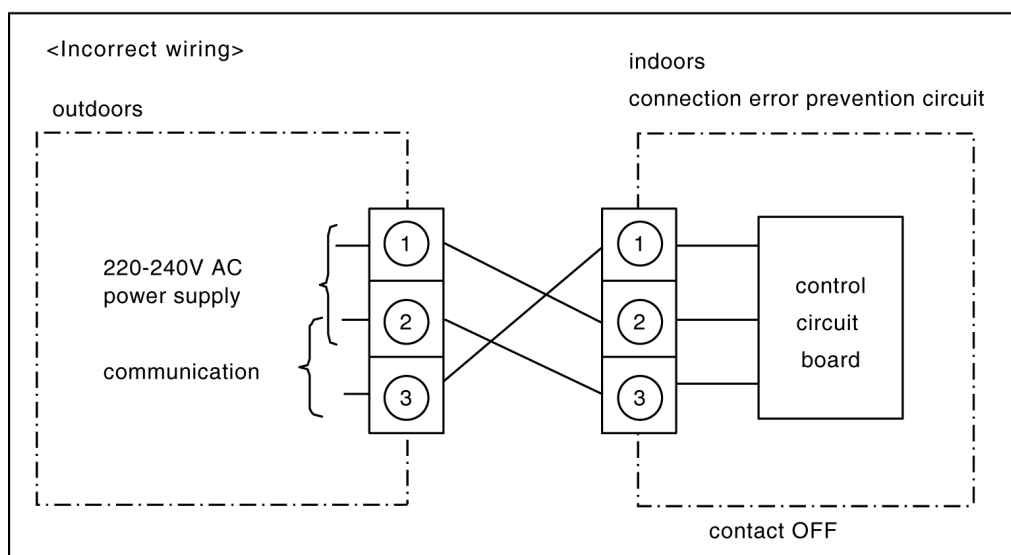 <Incorrect wiring>
outdoors
indoors
connection error prevention circuit
220-240V AC
power supply
communication
1
2
3
1
2
3
control
circuit
board
contact OFF